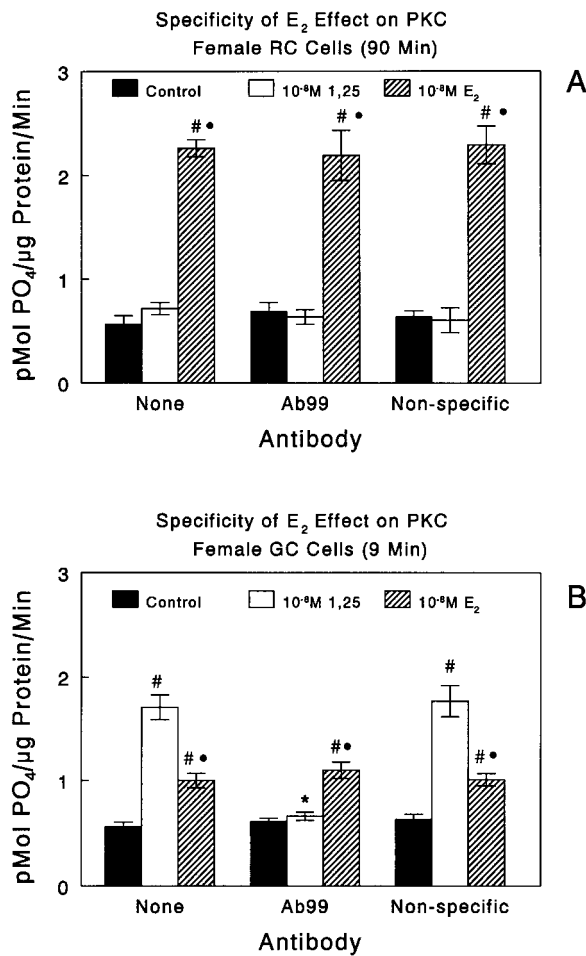 Specificity of E₂ Effect on PKC
Female RC Cells (90 Min)
A
pMol PO₄/µg Protein/Min
3
2
1
0
Control
10⁻⁸M 1,25
10⁻⁸M E₂
# •
# •
# •
None
Ab99
Non-specific
Antibody
Specificity of E₂ Effect on PKC
Female GC Cells (9 Min)
B
pMol PO₄/µg Protein/Min
3
2
1
0
Control
10⁻⁸M 1,25
10⁻⁸M E₂
#
# •
*
# •
#
# •
None
Ab99
Non-specific
Antibody